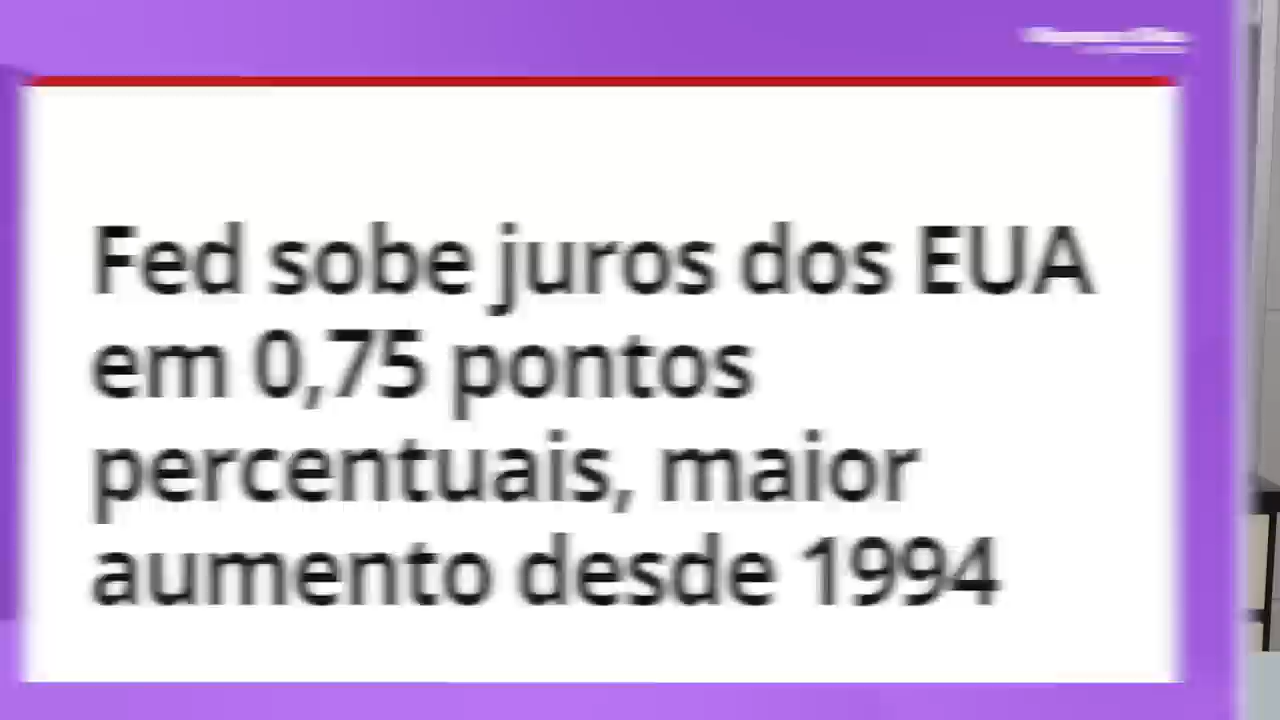 Fed sobe juros dos EUA
em 0,75 pontos
percentuais, maior
aumento desde 1994